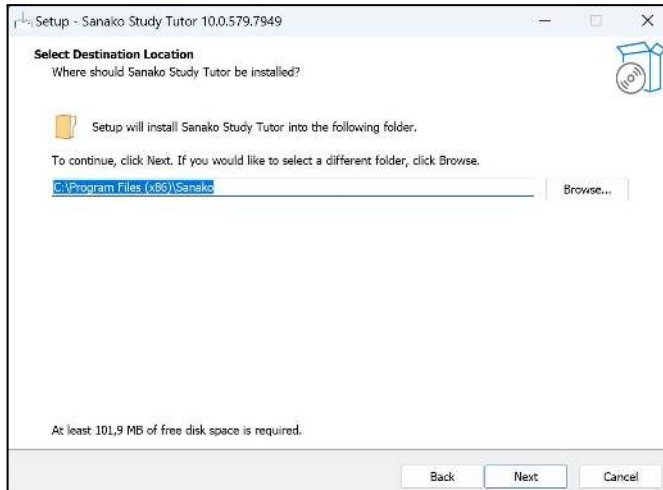 Setup - Sanako Study Tutor 10.0.579.7949
Select Destination Location
Where should Sanako Study Tutor be installed?
Setup will install Sanako Study Tutor into the following folder.
To continue, click Next. If you would like to select a different folder, click Browse.
C:\Program Files (x86)\Sanako
Browse...
At least 101,9 MB of free disk space is required.
Back Next Cancel